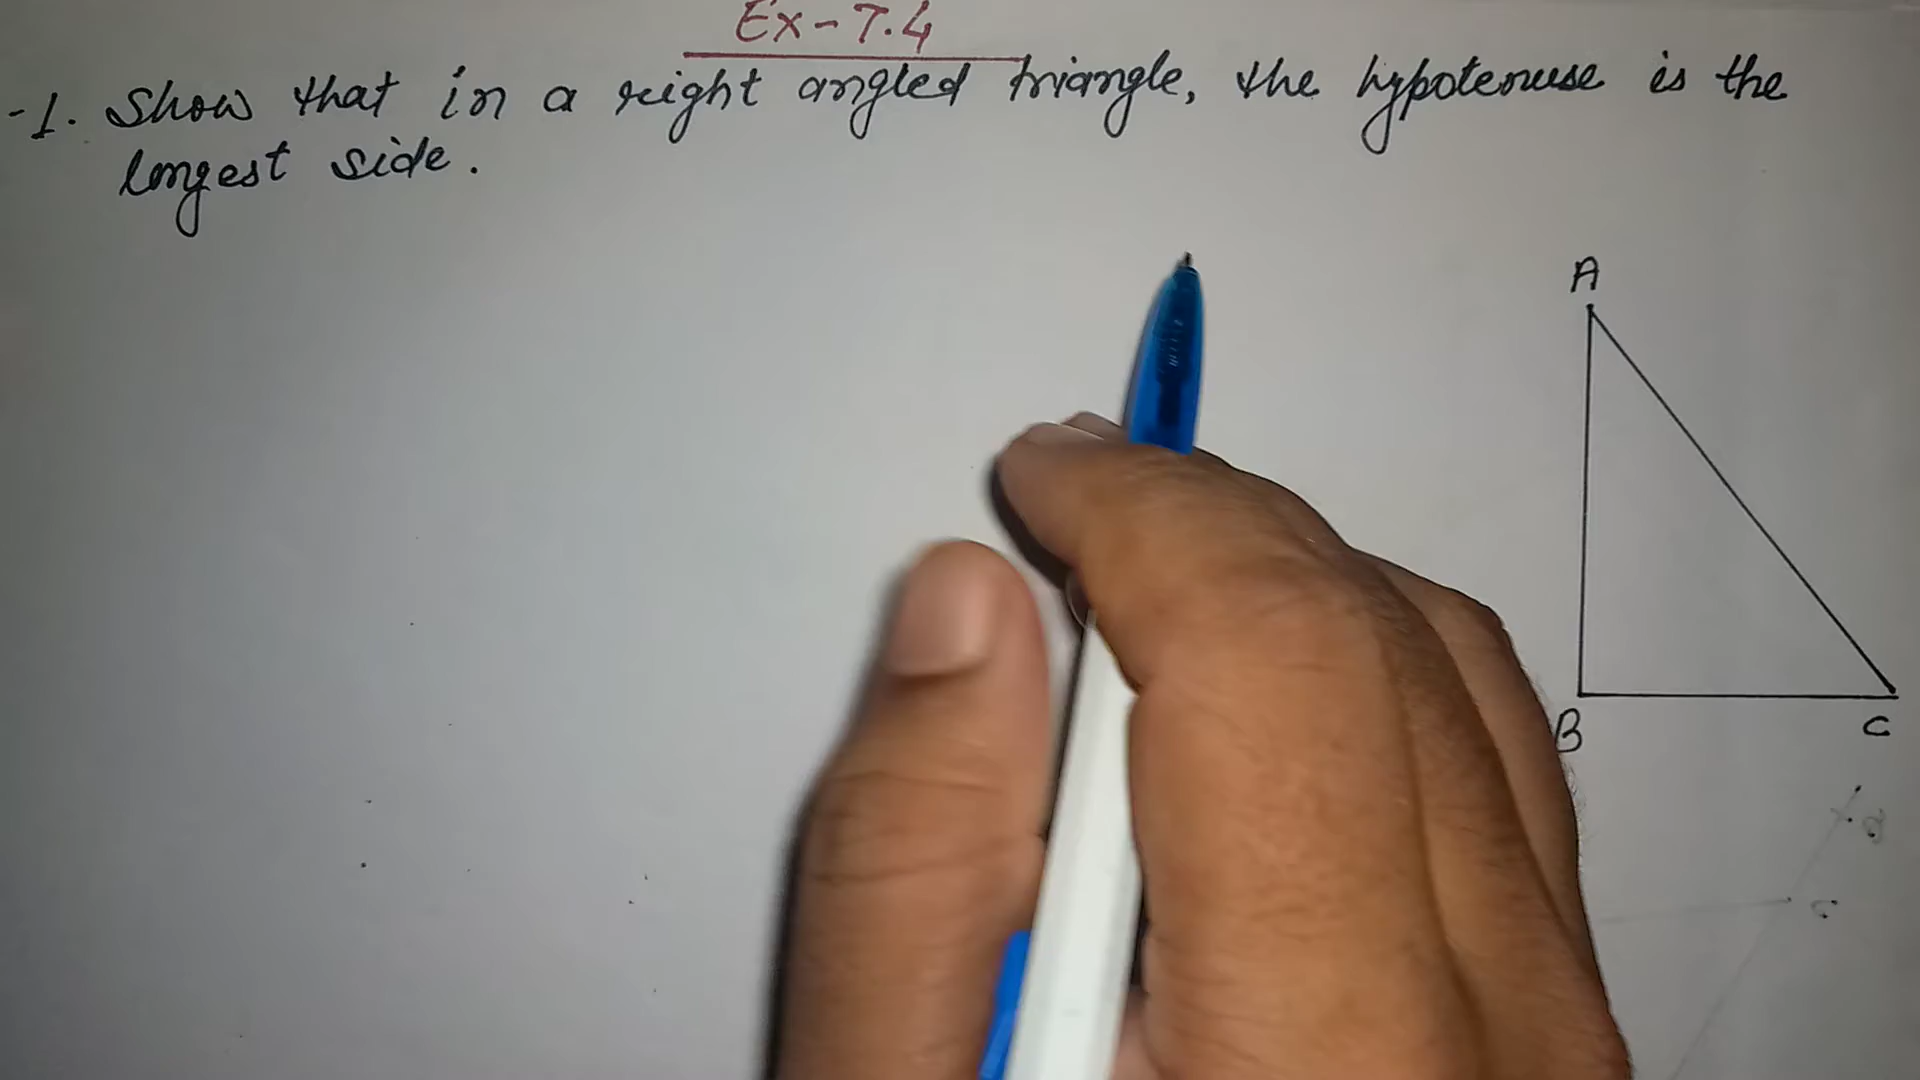 Ex-7.4
-1. Show that in a right angled triangle, the hypotenuse is the
longest side.
A
B
C